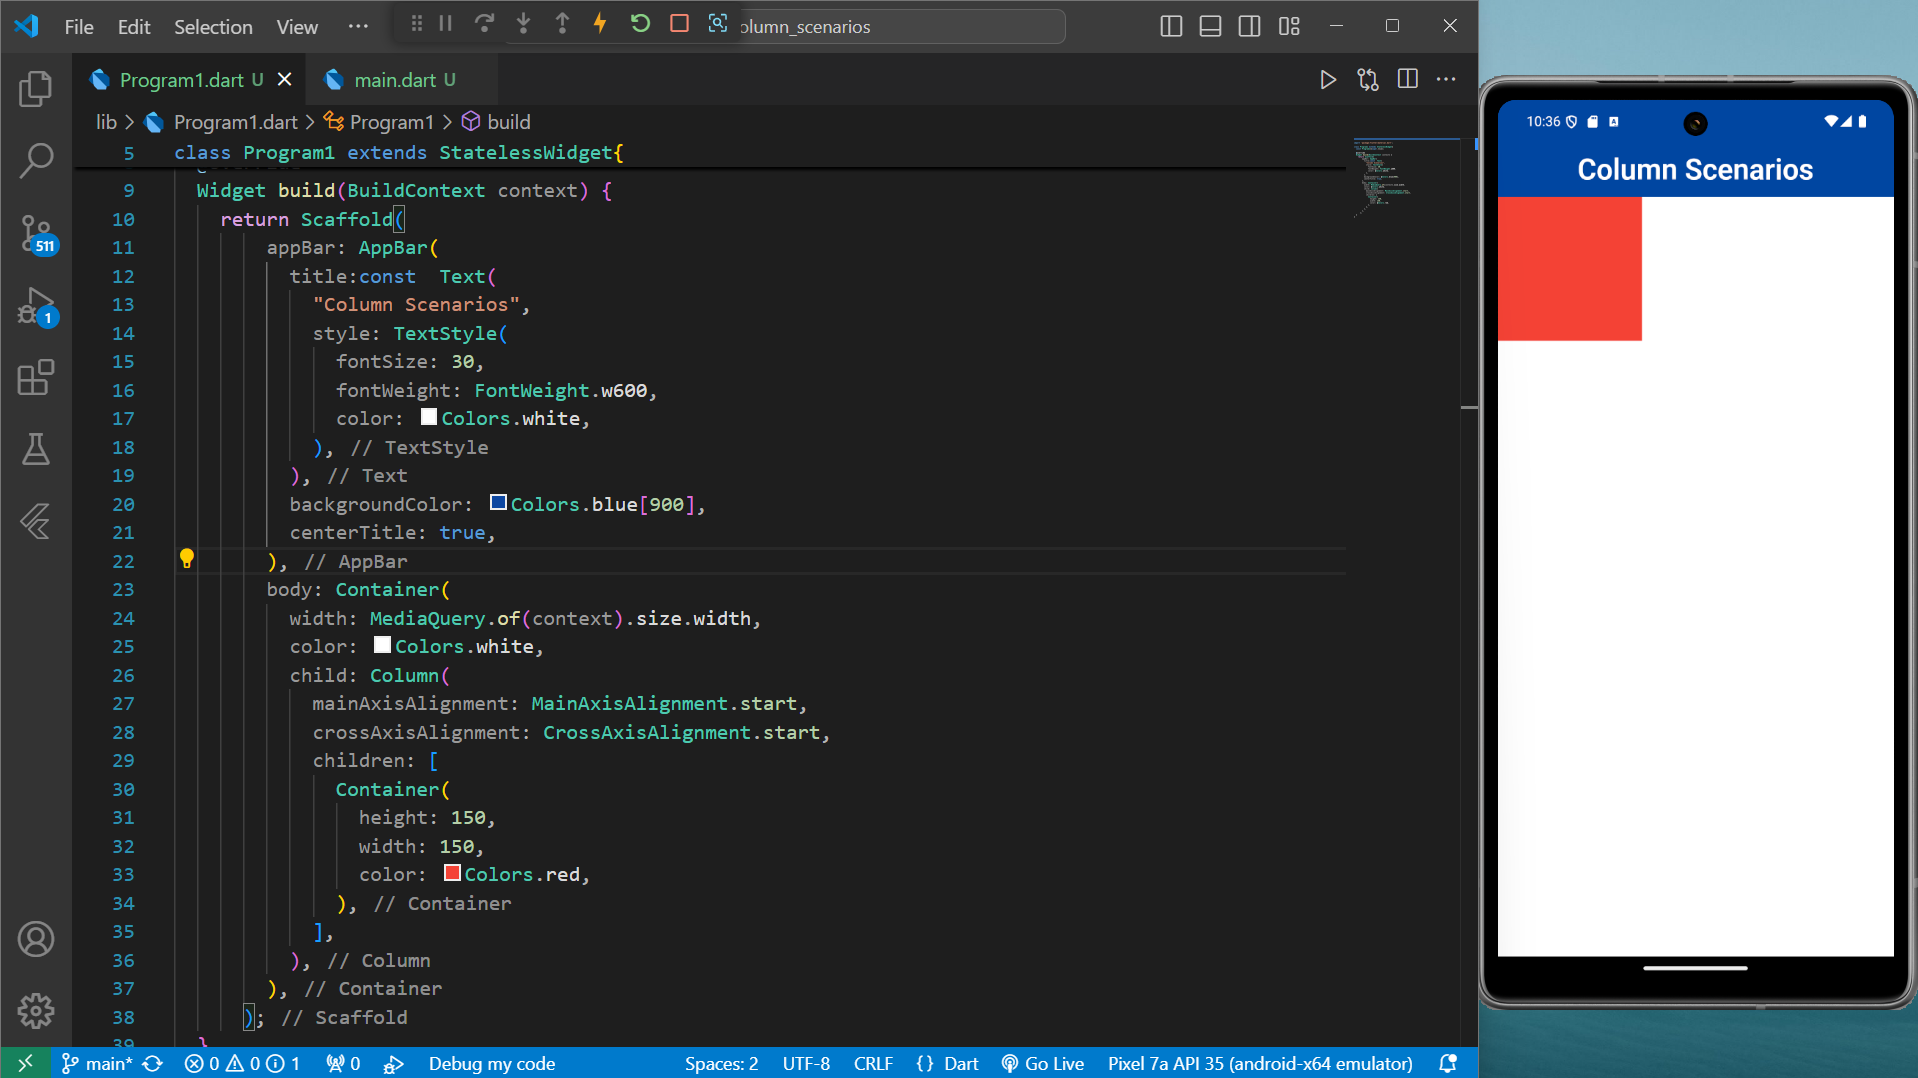 File Edit Selection View ··· olumn_scenarios
Program1.dart U main.dart U
lib > Program1.dart > Program1 > build
5 class Program1 extends StatelessWidget{
9 Widget build(BuildContext context) {
10 return Scaffold(
11 appBar: AppBar(
12 title:const  Text(
13 "Column Scenarios",
14 style: TextStyle(
15 fontSize: 30,
16 fontWeight: FontWeight.w600,
17 color: Colors.white,
18 ), // TextStyle
19 ), // Text
20 backgroundColor: Colors.blue[900],
21 centerTitle: true,
22 ), // AppBar
23 body: Container(
24 width: MediaQuery.of(context).size.width,
25 color: Colors.white,
26 child: Column(
27 mainAxisAlignment: MainAxisAlignment.start,
28 crossAxisAlignment: CrossAxisAlignment.start,
29 children: [
30 Container(
31 height: 150,
32 width: 150,
33 color: Colors.red,
34 ), // Container
35 ],
36 ), // Column
37 ), // Container
38 ); // Scaffold
39 }
511
1
main* 0 0 1 0 Debug my code Spaces: 2 UTF-8 CRLF {} Dart Go Live Pixel 7a API 35 (android-x64 emulator)
10:36 A
Column Scenarios